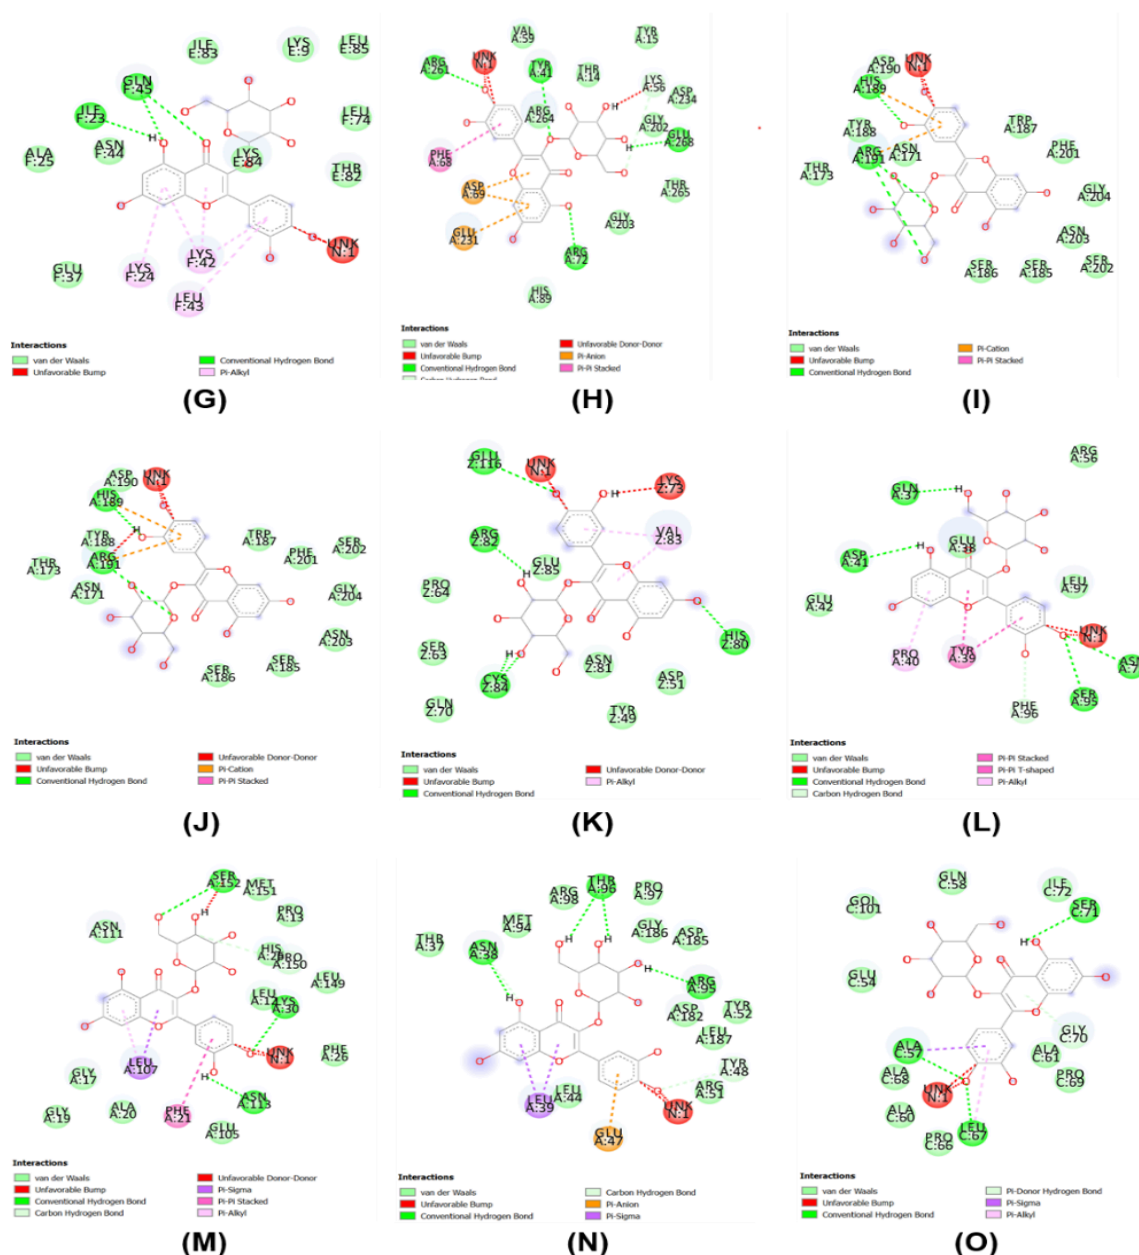 ILE
F:83
LYS
E:9
LEU
E:85
GLN
F:45
ILE
F:23
LEU
E:74
ALA
F:25
ASN
F:44
LYS
E:84
THR
E:82
UNK
N:1
GLU
F:37
LYS
F:24
LYS
F:42
LEU
F:43
H
Interactions
van der Waals
Unfavorable Bump
Conventional Hydrogen Bond
Pi-Alkyl
(G)
VAL
A:59
TYR
A:15
ARG
A:261
UNK
N:1
TYR
A:41
THR
A:14
LYS
A:56
ASP
A:234
ARG
A:264
GLY
A:202
GLU
A:268
PHE
A:68
ASP
A:69
THR
A:265
GLU
A:231
GLY
A:203
ARG
A:72
HIS
A:89
H
H
Interactions
van der Waals
Unfavorable Bump
Conventional Hydrogen Bond
Carbon Hydrogen Bond
Unfavorable Donor-Donor
Pi-Anion
Pi-Pi Stacked
(H)
ASP
A:190
UNK
N:1
HIS
A:189
TYR
A:188
TRP
A:187
ARG
A:191
ASN
A:171
PHE
A:201
THR
A:173
GLY
A:204
ASN
A:203
SER
A:186
SER
A:185
SER
A:202
Interactions
van der Waals
Unfavorable Bump
Conventional Hydrogen Bond
Pi-Cation
Pi-Pi Stacked
(I)
ASP
A:190
UNK
N:1
HIS
A:189
TYR
A:188
TRP
A:187
SER
A:202
THR
A:173
ARG
A:191
PHE
A:201
ASN
A:171
GLY
A:204
ASN
A:203
SER
A:186
SER
A:185
H
Interactions
van der Waals
Unfavorable Bump
Conventional Hydrogen Bond
Unfavorable Donor-Donor
Pi-Cation
Pi-Pi Stacked
(J)
GLU
Z:116
UNK
N:1
LYS
Z:73
ARG
Z:82
VAL
Z:83
GLU
Z:85
PRO
Z:64
SER
Z:63
HIS
Z:80
ASN
Z:81
CYS
Z:84
ASP
Z:51
GLN
Z:70
TYR
Z:49
H
H
Interactions
van der Waals
Unfavorable Bump
Conventional Hydrogen Bond
Unfavorable Donor-Donor
Pi-Alkyl
(K)
ARG
A:56
GLN
A:37
GLU
A:38
ASP
A:41
LEU
A:97
GLU
A:42
UNK
N:1
PRO
A:40
TYR
A:39
SER
A:95
PHE
A:96
H
H
Interactions
van der Waals
Unfavorable Bump
Conventional Hydrogen Bond
Carbon Hydrogen Bond
Pi-Pi Stacked
Pi-Pi T-shaped
Pi-Alkyl
(L)
SER
A:152
MET
A:151
PRO
A:13
ASN
A:111
PRO
A:150
LEU
A:149
LYS
A:30
UNK
N:1
PHE
A:26
LEU
A:107
GLY
A:17
PHE
A:21
ASN
A:113
GLY
A:19
ALA
A:20
GLU
A:105
H
H
Interactions
van der Waals
Unfavorable Bump
Conventional Hydrogen Bond
Carbon Hydrogen Bond
Unfavorable Donor-Donor
Pi-Sigma
Pi-Pi Stacked
Pi-Alkyl
(M)
ARG
A:98
THR
A:96
PRO
A:97
MET
A:94
GLY
A:186
ASP
A:185
THR
A:37
ASN
A:38
ARG
A:95
ASP
A:182
TYR
A:52
LEU
A:187
TYR
A:48
LEU
A:39
LEU
A:44
ARG
A:51
UNK
N:1
GLU
A:47
H
H
H
H
Interactions
van der Waals
Unfavorable Bump
Conventional Hydrogen Bond
Carbon Hydrogen Bond
Pi-Anion
Pi-Sigma
(N)
GLN
C:58
ILE
C:72
GOL
C:101
SER
C:71
GLU
C:54
GLY
C:70
ALA
C:57
ALA
C:61
ALA
C:68
PRO
C:69
UNK
N:1
ALA
C:60
LEU
C:67
PRO
C:66
H
Interactions
van der Waals
Unfavorable Bump
Conventional Hydrogen Bond
Pi-Donor Hydrogen Bond
Pi-Sigma
Pi-Alkyl
(O)